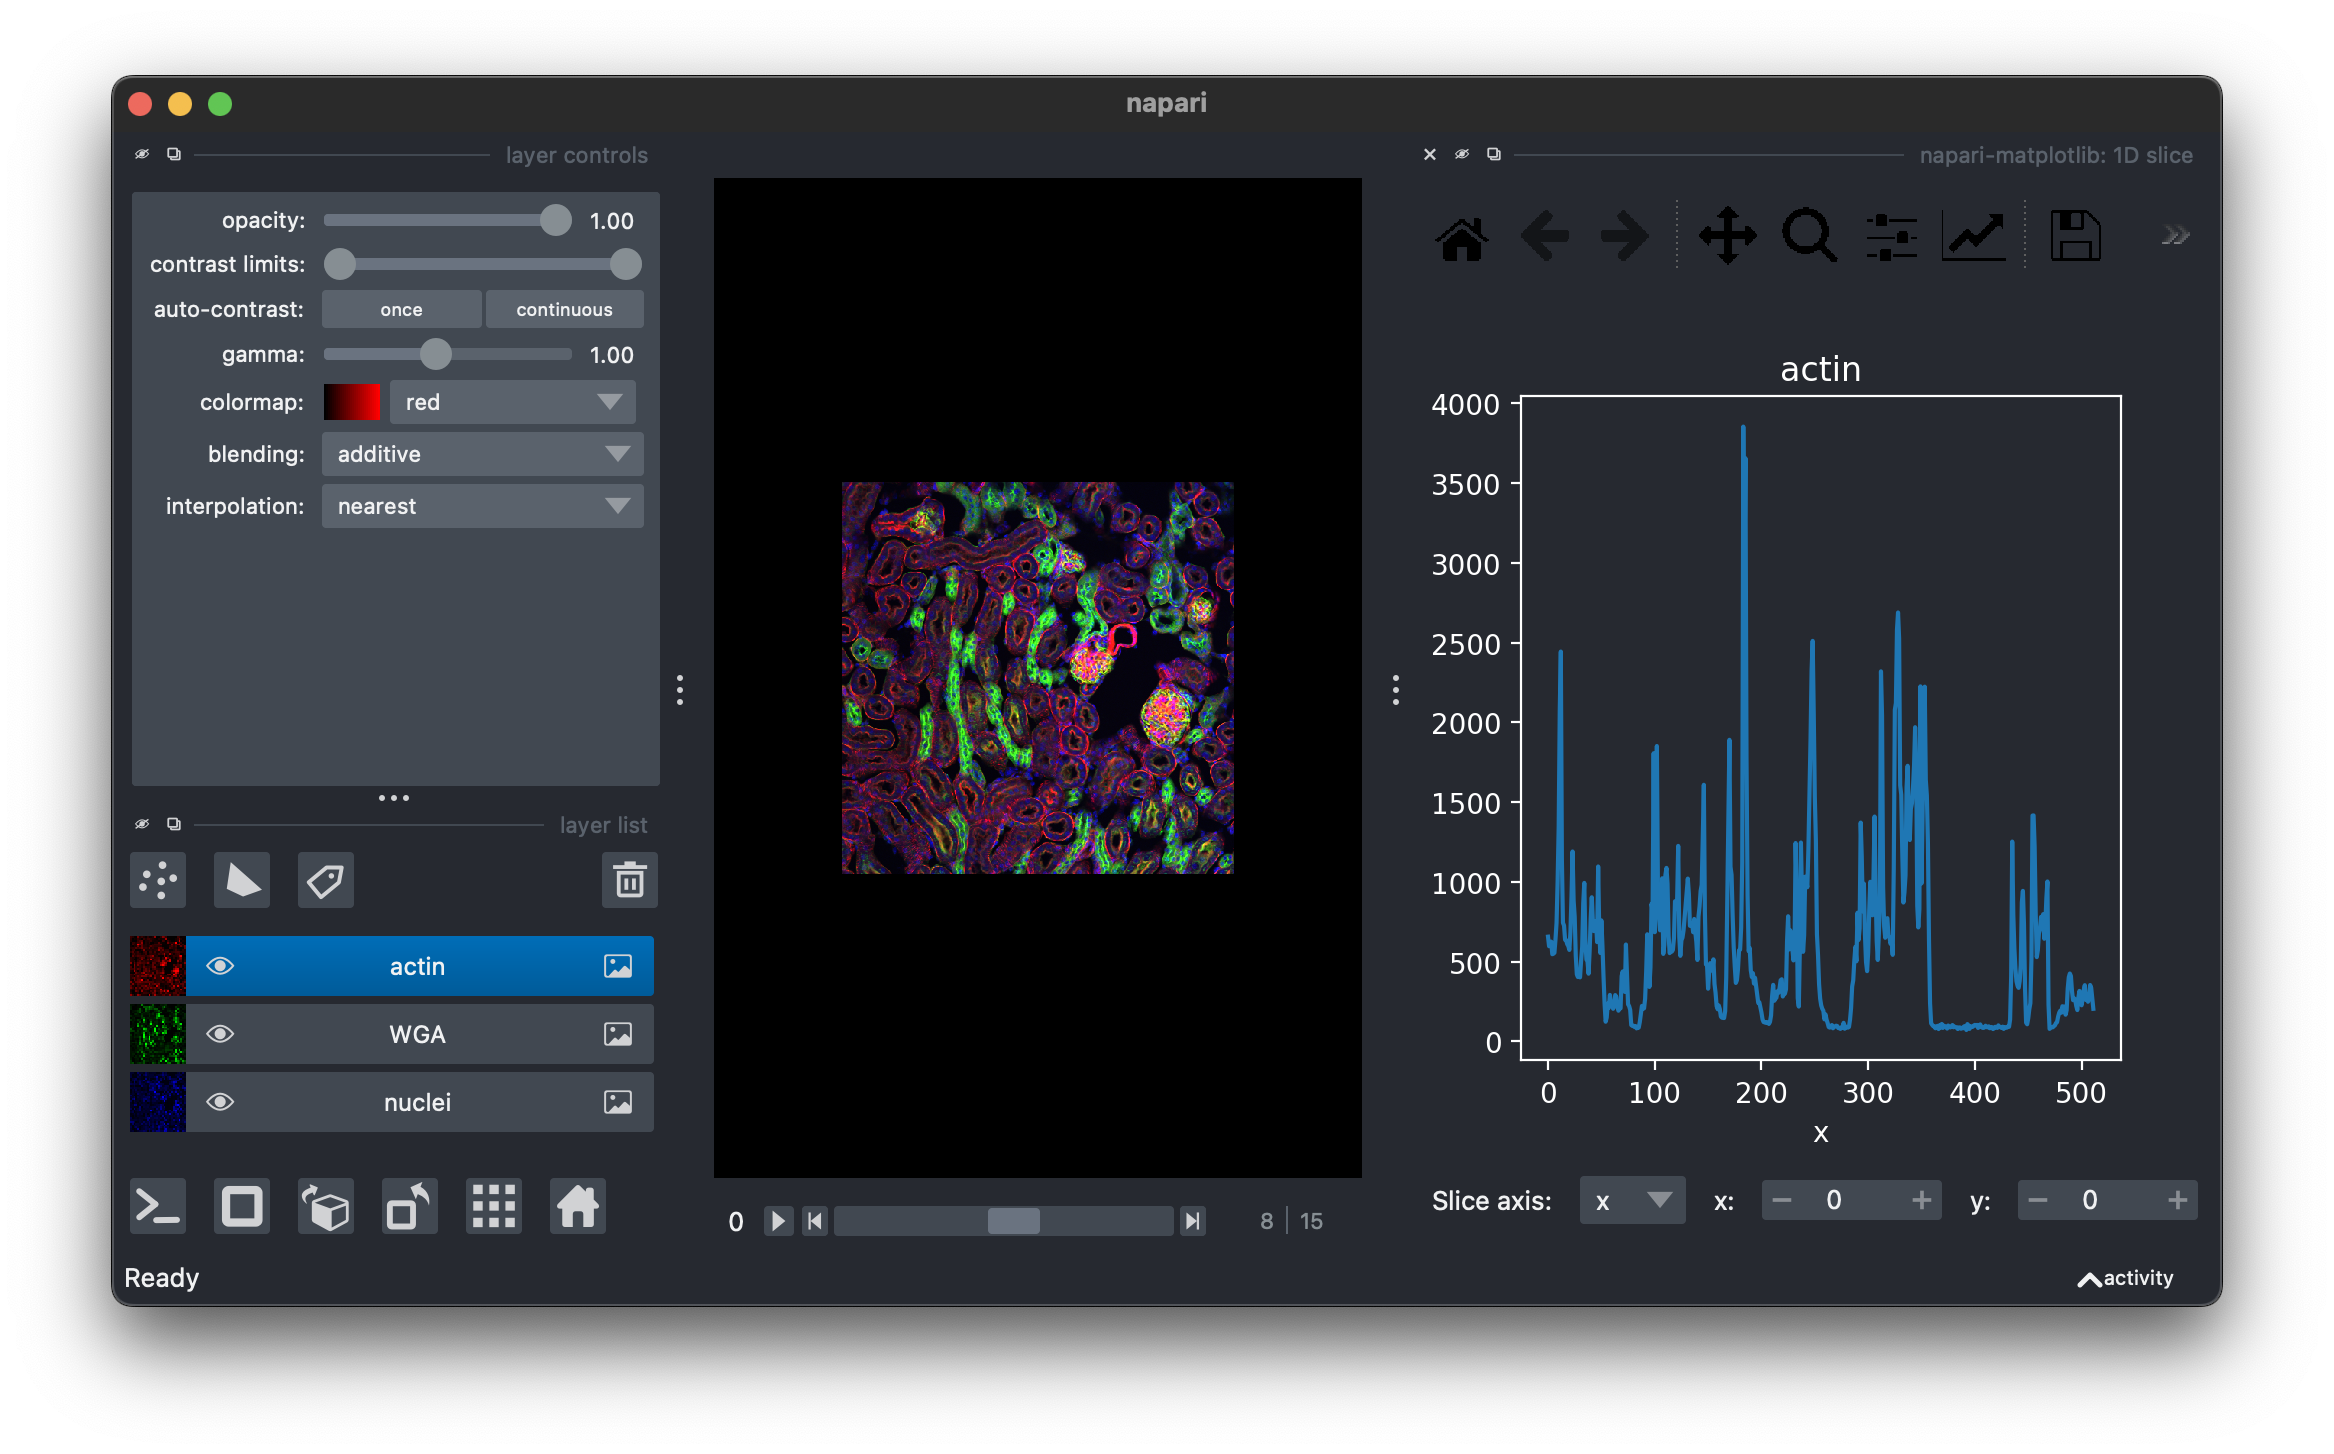 napari
layer controls
opacity: 1.00
contrast limits:
auto-contrast: once continuous
gamma: 1.00
colormap: red
blending: additive
interpolation: nearest
layer list
actin
WGA
nuclei
Ready
0 8 15
napari-matplotlib: 1D slice
actin
4000
3500
3000
2500
2000
1500
1000
500
0
0 100 200 300 400 500
x
Slice axis: x x: − 0 + y: − 0 +
activity